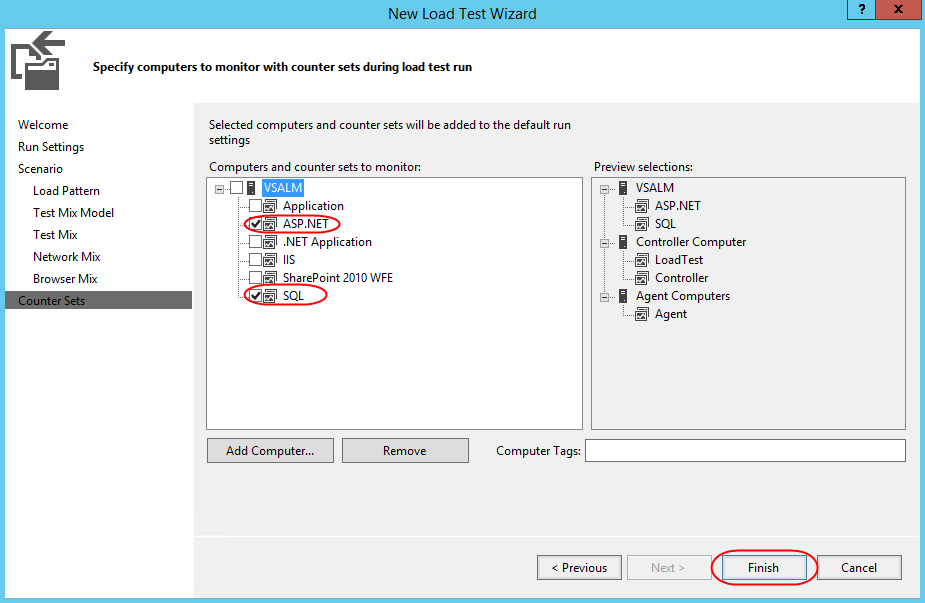 New Load Test Wizard
?
x
Specify computers to monitor with counter sets during load test run
Welcome
Run Settings
Scenario
Load Pattern
Test Mix Model
Test Mix
Network Mix
Browser Mix
Counter Sets
Selected computers and counter sets will be added to the default run
settings
Computers and counter sets to monitor:
VSALM
Application
ASP.NET
.NET Application
IIS
SharePoint 2010 WFE
SQL
Preview selections:
VSALM
ASP.NET
SQL
Controller Computer
LoadTest
Controller
Agent Computers
Agent
Add Computer...
Remove
Computer Tags:
< Previous
Next >
Finish
Cancel